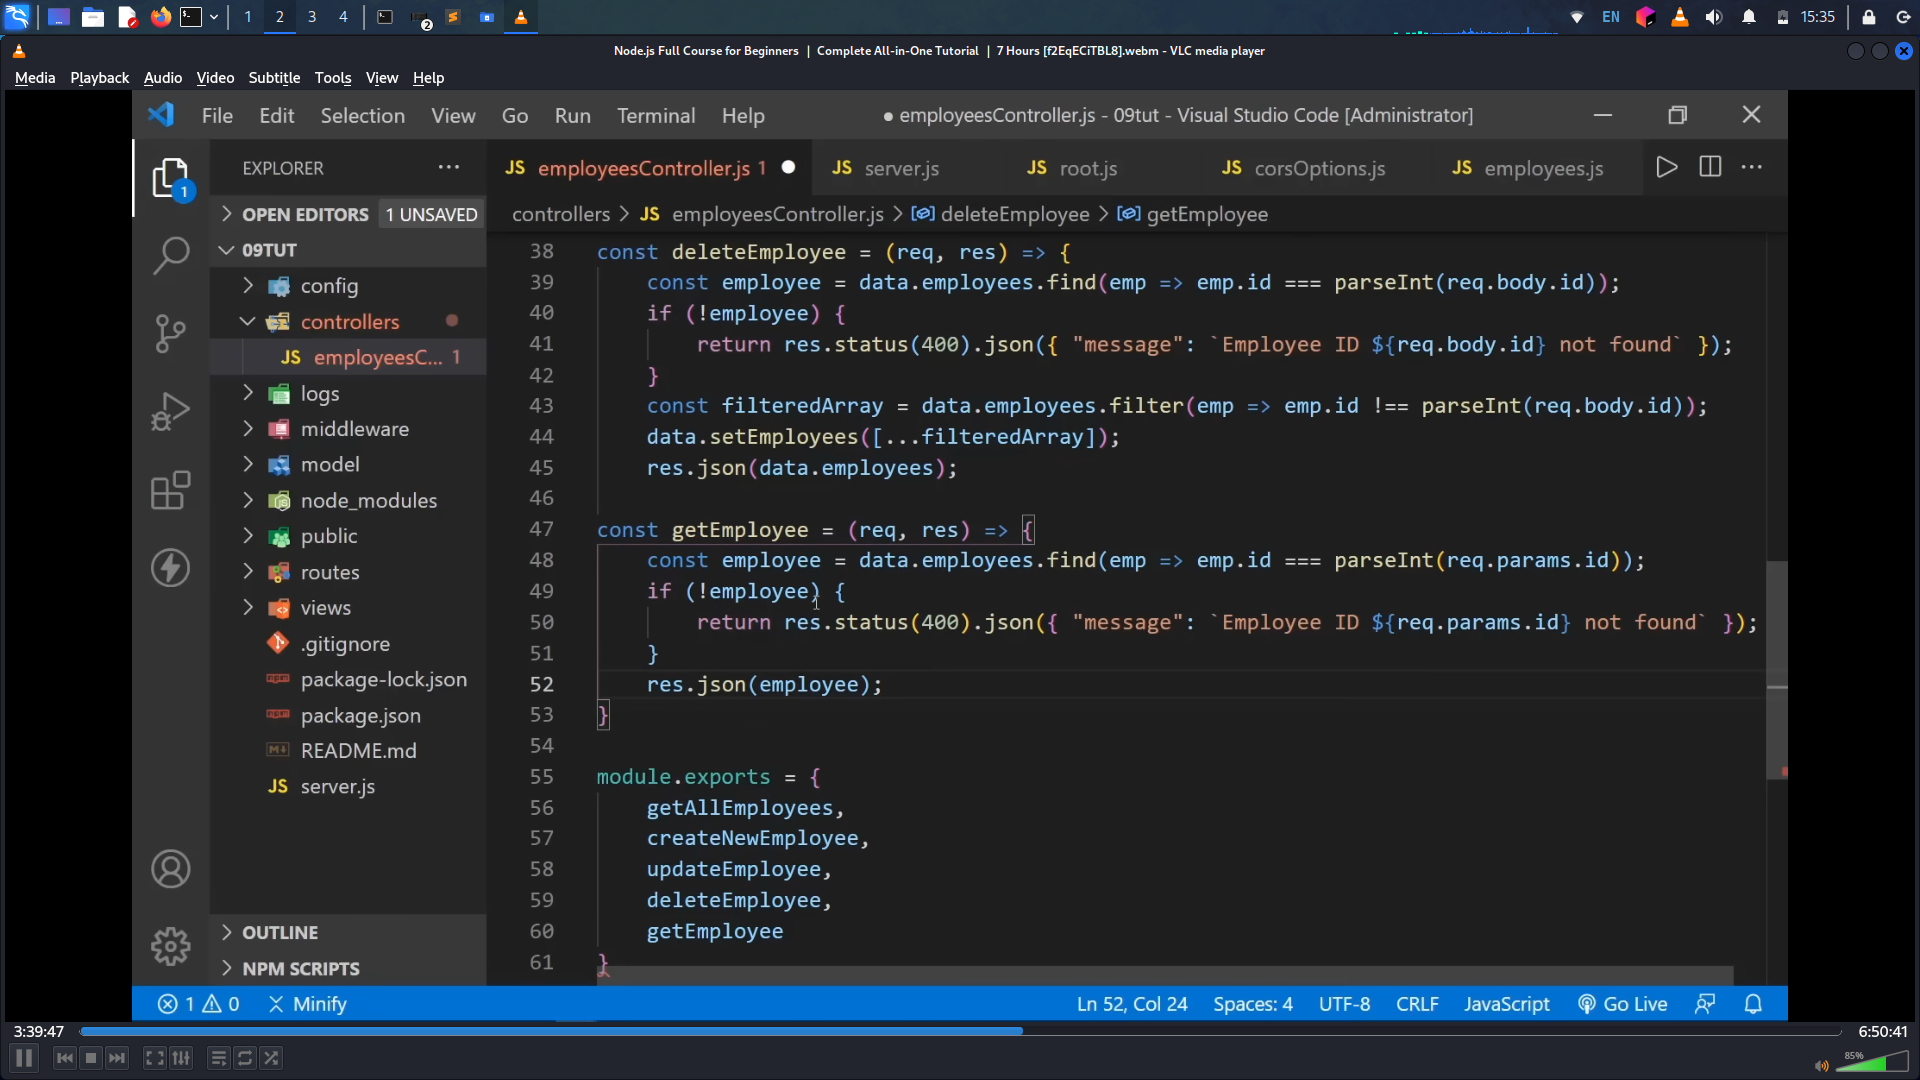 1 2 3 4 2 EN 15:35
Node.js Full Course for Beginners | Complete All-in-One Tutorial | 7 Hours [f2EqECiTBL8].webm - VLC media player
Media Playback Audio Video Subtitle Tools View Help
File Edit Selection View Go Run Terminal Help ● employeesController.js - 09tut - Visual Studio Code [Administrator]
EXPLORER ··· JS employeesController.js 1 JS server.js JS root.js JS corsOptions.js JS employees.js ···
1
OPEN EDITORS 1 UNSAVED
controllers > JS employeesController.js > deleteEmployee > getEmployee
09TUT
config
controllers
JS employeesC... 1
logs
middleware
model
node_modules
public
routes
views
.gitignore
package-lock.json
package.json
README.md
JS server.js
OUTLINE
NPM SCRIPTS
38 const deleteEmployee = (req, res) => {
39 const employee = data.employees.find(emp => emp.id === parseInt(req.body.id));
40 if (!employee) {
41 return res.status(400).json({ "message": `Employee ID ${req.body.id} not found` });
42 }
43 const filteredArray = data.employees.filter(emp => emp.id !== parseInt(req.body.id));
44 data.setEmployees([...filteredArray]);
45 res.json(data.employees);
46
47 const getEmployee = (req, res) => {
48 const employee = data.employees.find(emp => emp.id === parseInt(req.params.id));
49 if (!employee) {
50 return res.status(400).json({ "message": `Employee ID ${req.params.id} not found` });
51 }
52 res.json(employee);
53 }
54
55 module.exports = {
56 getAllEmployees,
57 createNewEmployee,
58 updateEmployee,
59 deleteEmployee,
60 getEmployee
61 }
1 0 Minify Ln 52, Col 24 Spaces: 4 UTF-8 CRLF JavaScript Go Live
3:39:47 6:50:41
85%